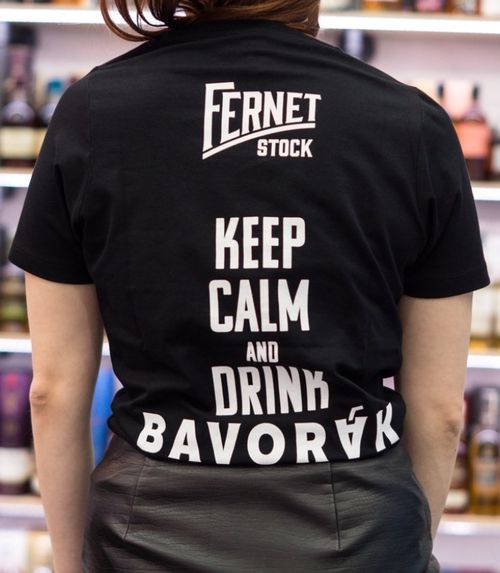 FERNET
STOCK
KEEP
CALM
AND
DRINK
BAVORÁK